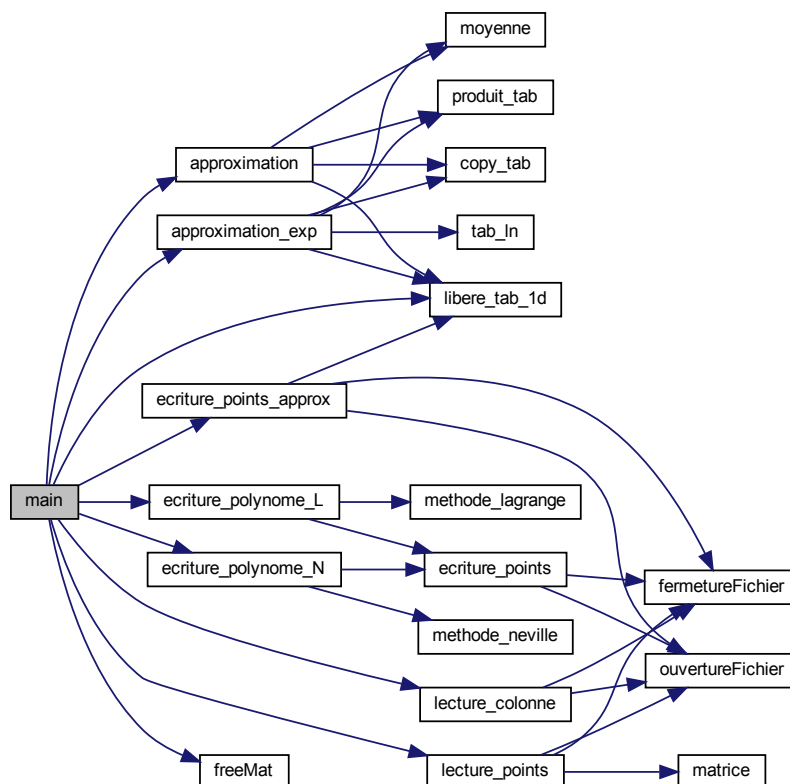 moyenne
produit_tab
approximation
copy_tab
approximation_exp
tab_ln
libere_tab_1d
ecriture_points_approx
main
ecriture_polynome_L
methode_lagrange
ecriture_polynome_N
ecriture_points
fermetureFichier
methode_neville
ouvertureFichier
lecture_colonne
freeMat
lecture_points
matrice